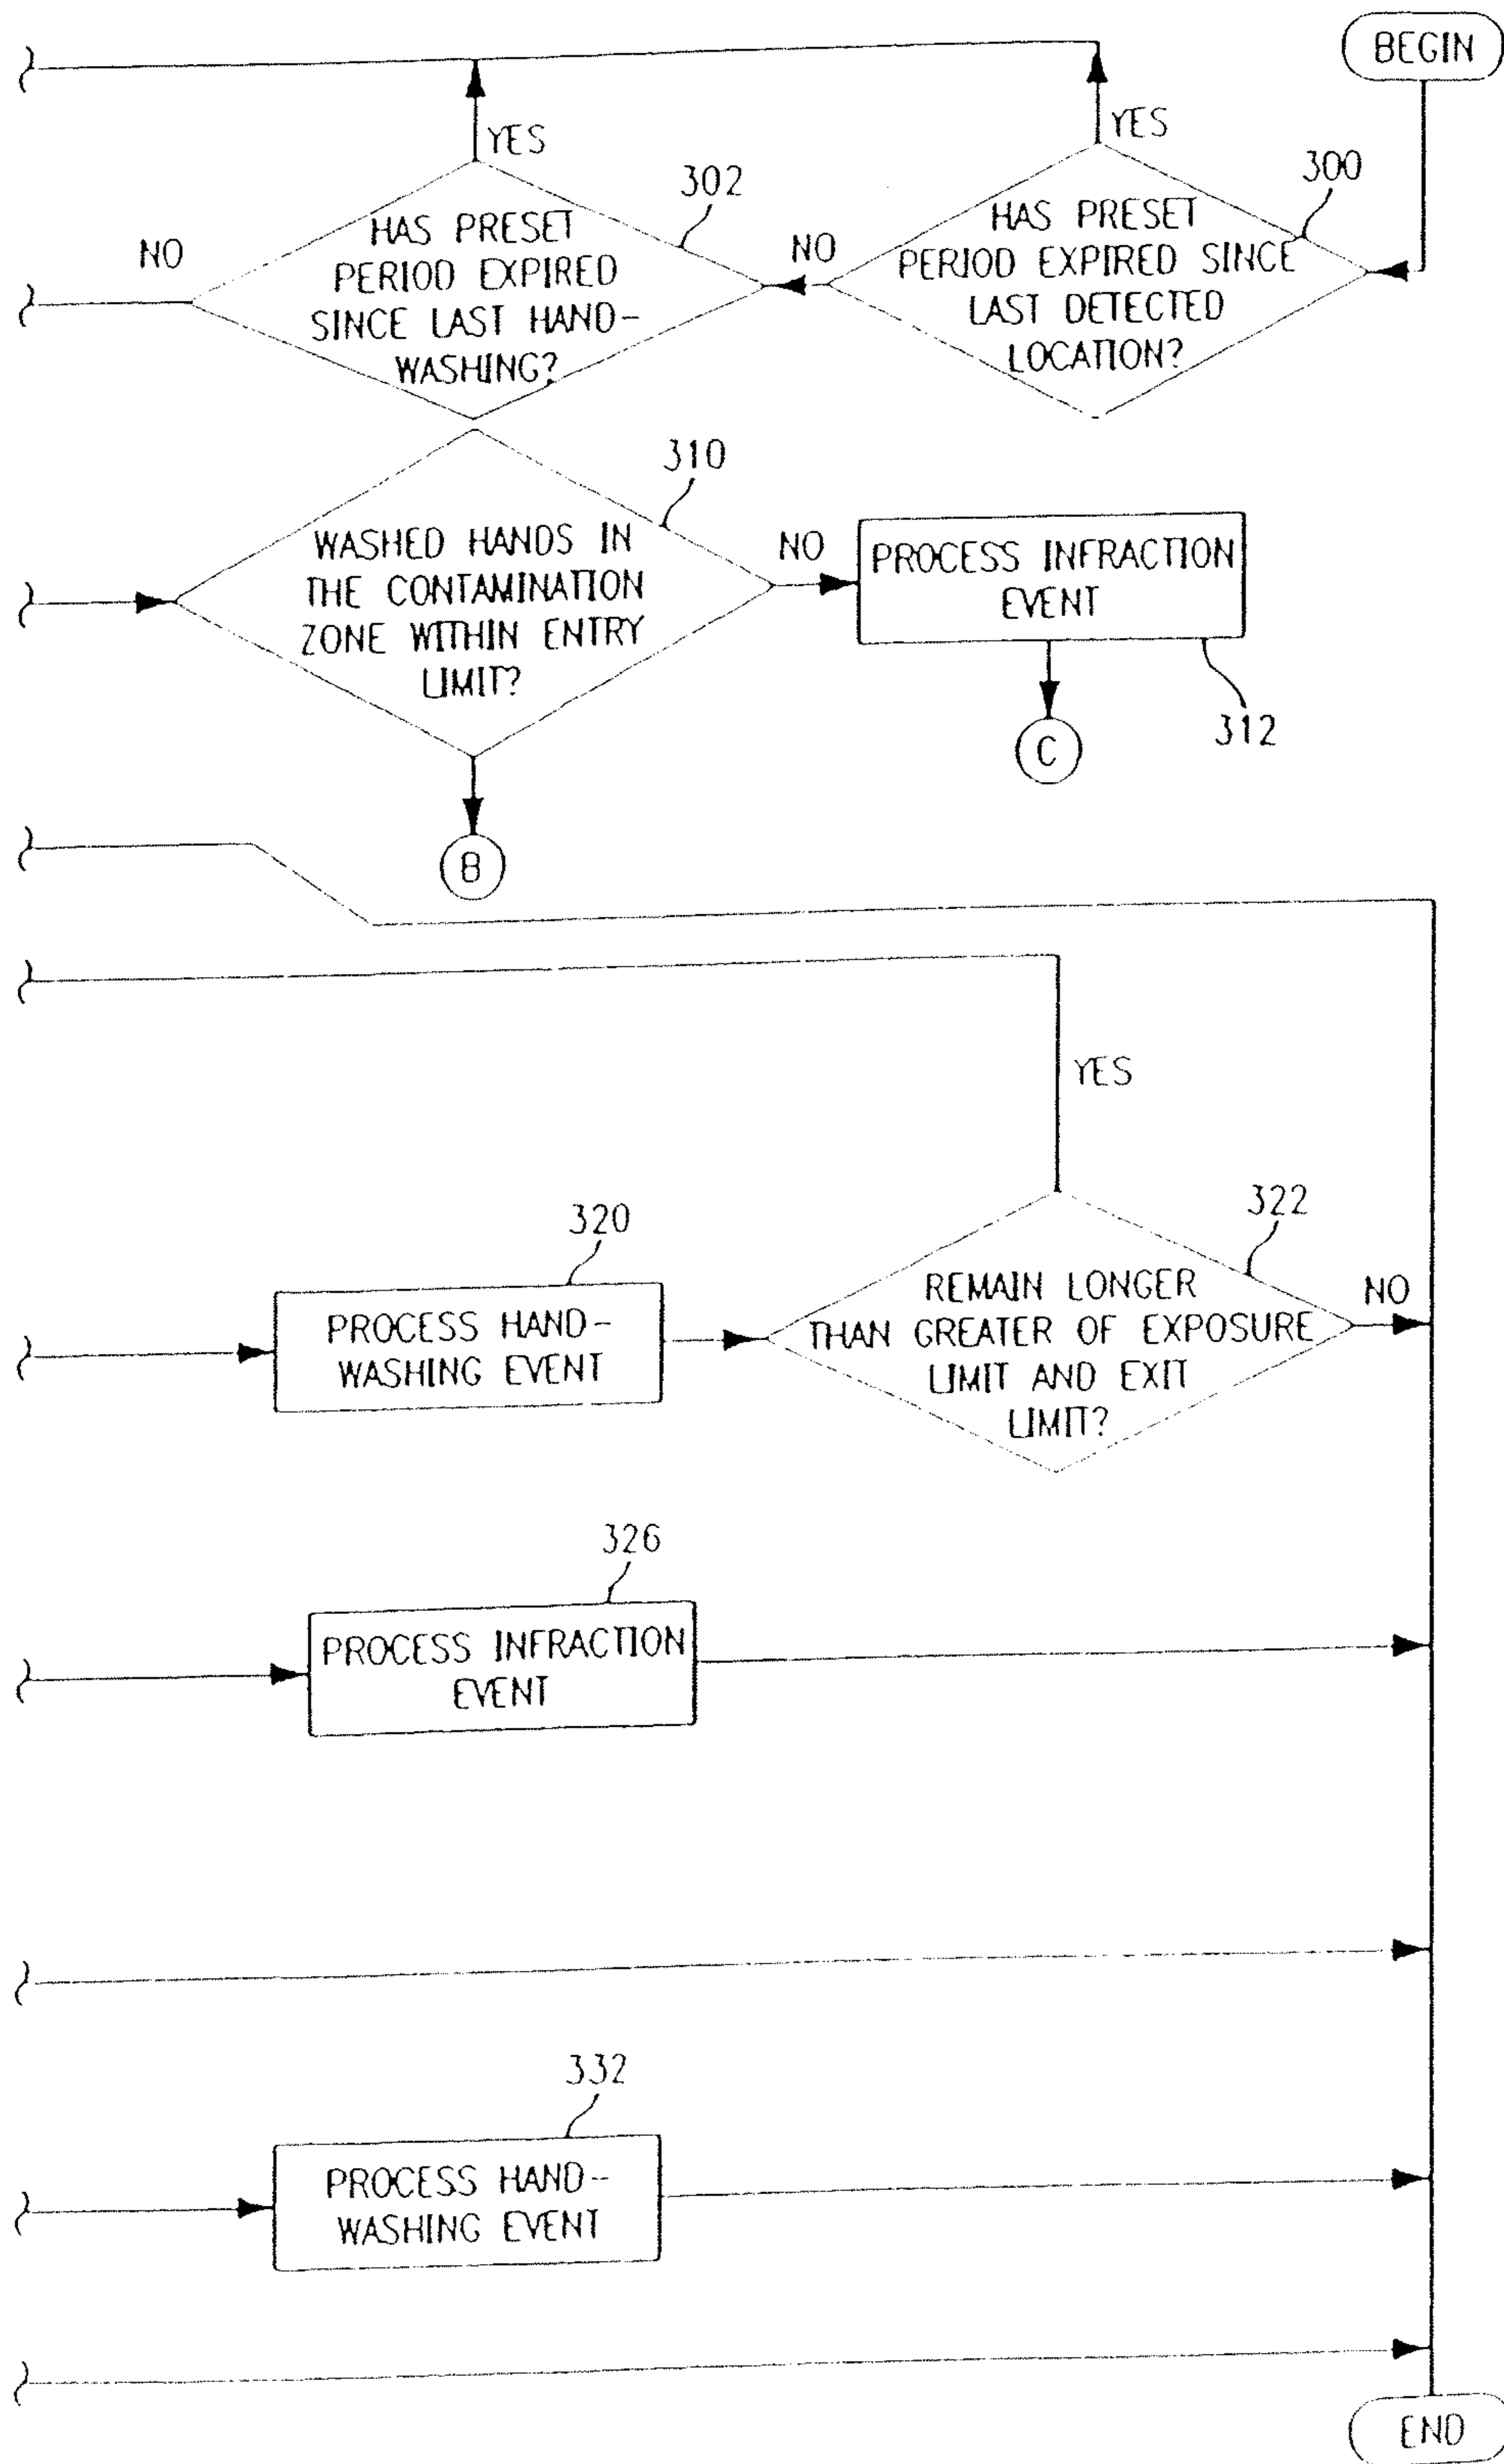 BEGIN
YES
YES
300
302
HAS PRESET
PERIOD EXPIRED SINCE
LAST DETECTED
LOCATION?
NO
HAS PRESET
PERIOD EXPIRED
SINCE LAST HAND-
WASHING?
NO
310
WASHED HANDS IN
THE CONTAMINATION
ZONE WITHIN ENTRY
LIMIT?
NO
PROCESS INFRACTION
EVENT
312
C
B
YES
320
322
PROCESS HAND-
WASHING EVENT
REMAIN LONGER
THAN GREATER OF EXPOSURE
LIMIT AND EXIT
LIMIT?
NO
326
PROCESS INFRACTION
EVENT
332
PROCESS HAND-
WASHING EVENT
END